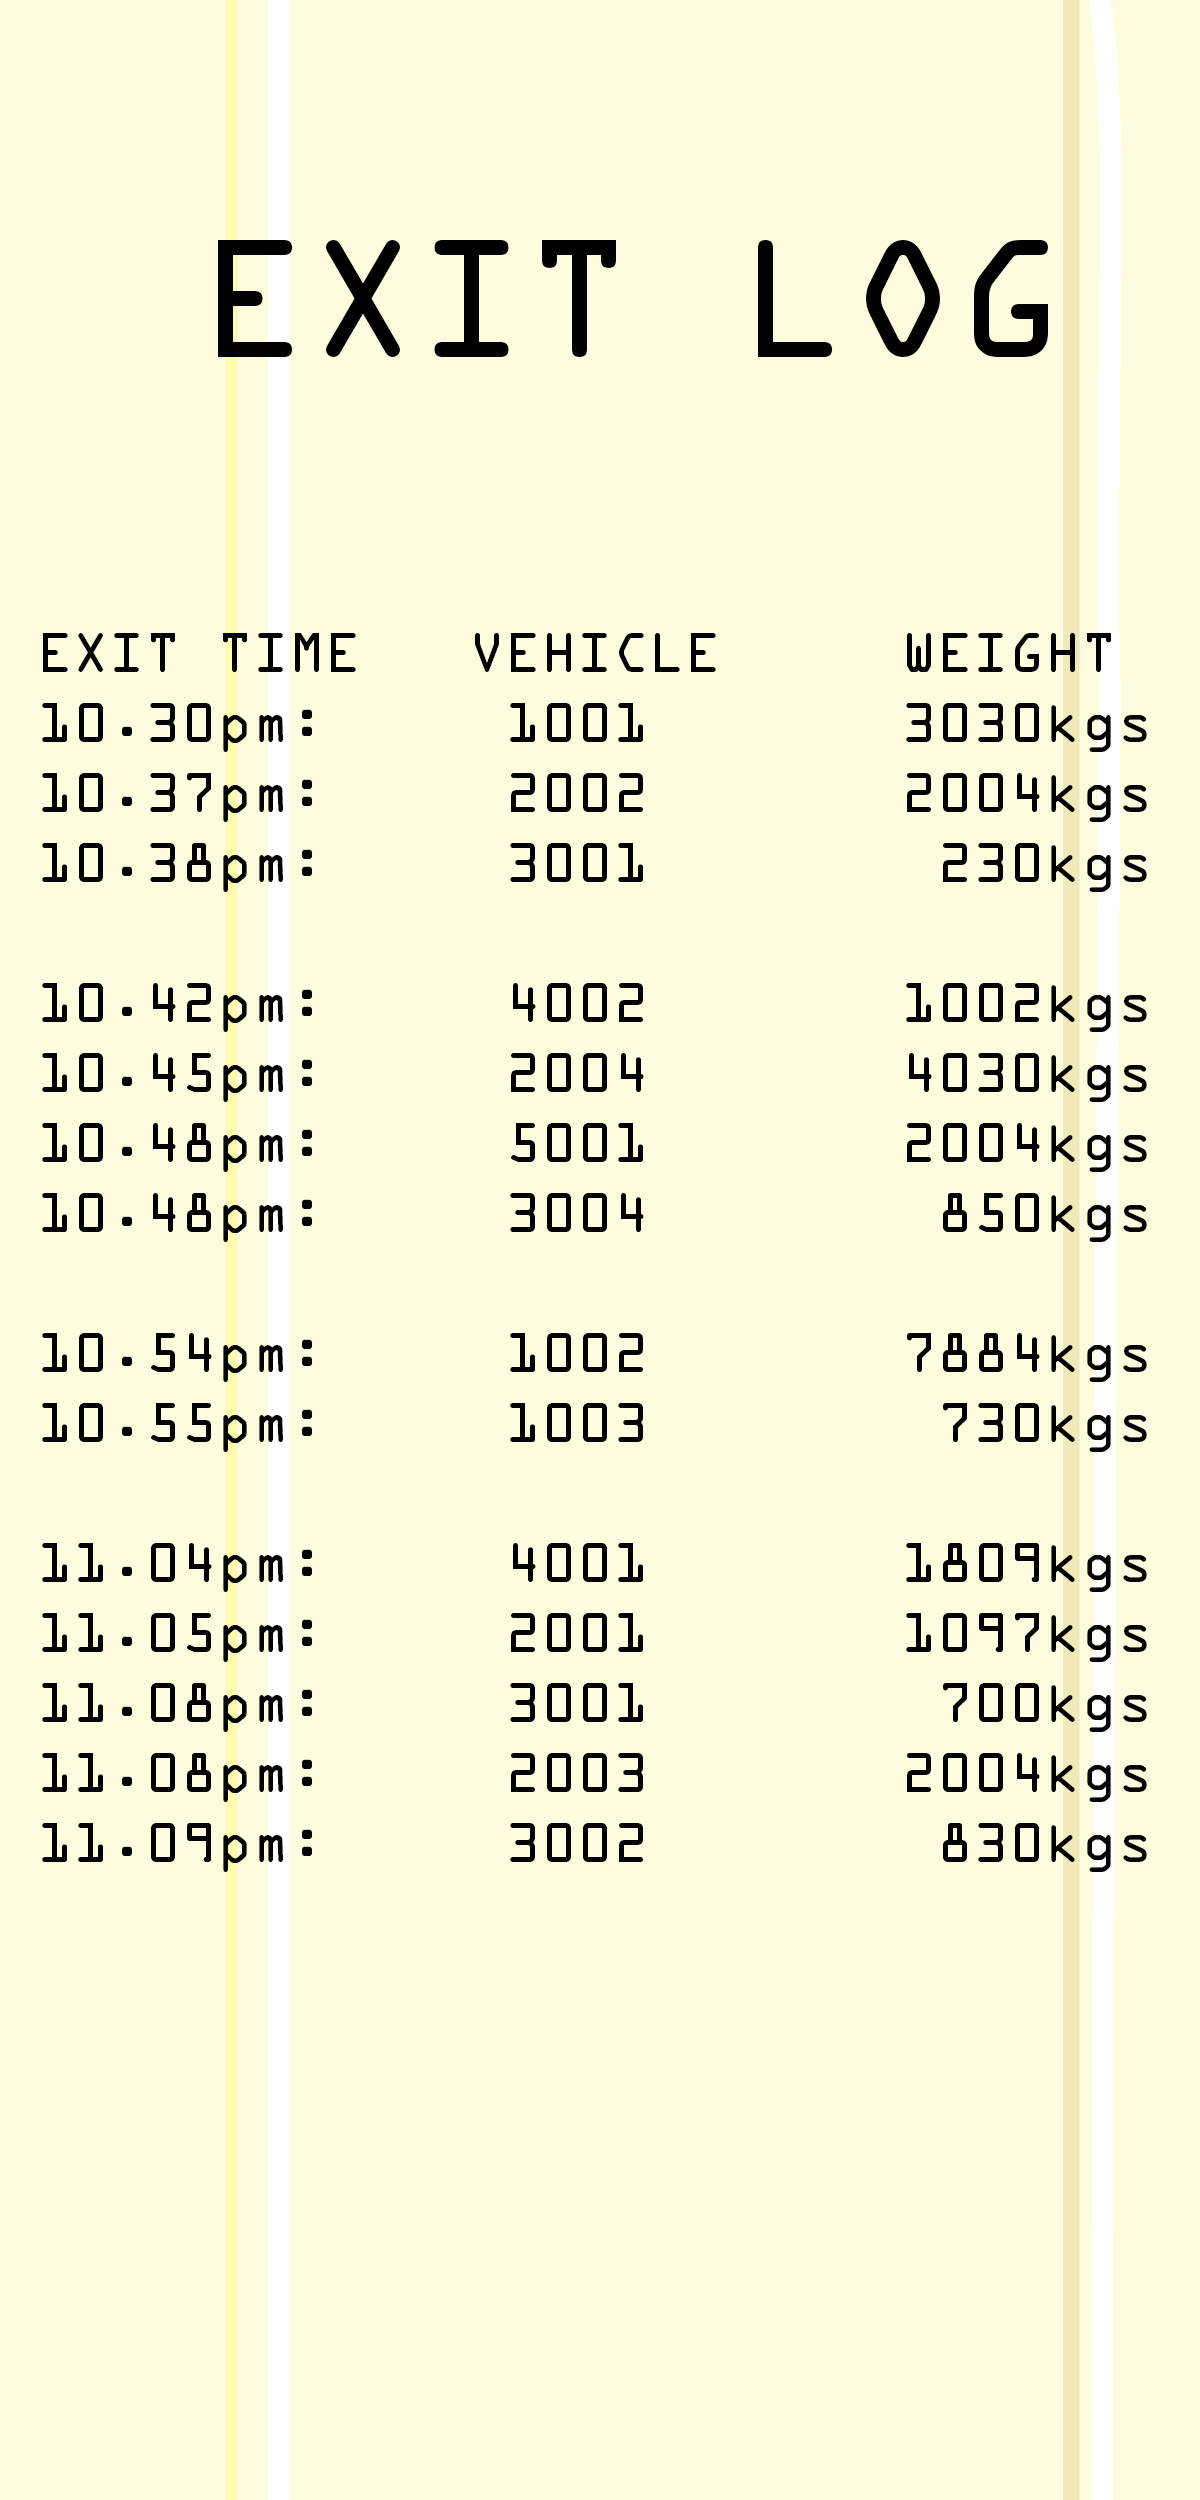 EXIT LOG
EXIT TIME VEHICLE WEIGHT
10.30pm: 1001 3030kgs
10.37pm: 2002 2004kgs
10.38pm: 3001 230kgs
10.42pm: 4002 1002kgs
10.45pm: 2004 4030kgs
10.48pm: 5001 2004kgs
10.48pm: 3004 850kgs
10.54pm: 1002 7884kgs
10.55pm: 1003 730kgs
11.04pm: 4001 1809kgs
11.05pm: 2001 1097kgs
11.08pm: 3001 700kgs
11.08pm: 2003 2004kgs
11.09pm: 3002 830kgs